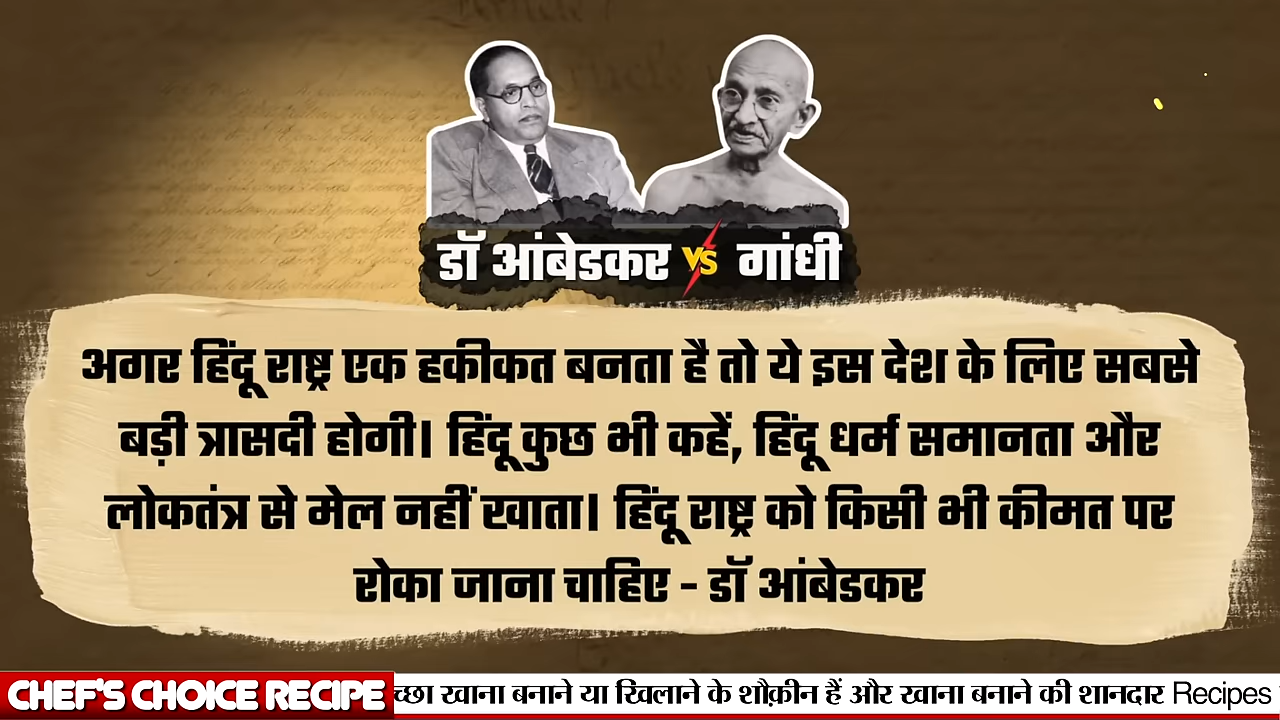 डॉ आंबेडकर VS गांधी
अगर हिंदू राष्ट्र एक हकीकत बनता है तो ये इस देश के लिए सबसे
बड़ी त्रासदी होगी। हिंदू कुछ भी कहें, हिंदू धर्म समानता और
लोकतंत्र से मेल नहीं खाता। हिंदू राष्ट्र को किसी भी कीमत पर
रोका जाना चाहिए - डॉ आंबेडकर
CHEF'S CHOICE RECIPE च्छा खाना बनाने या खिलाने के शौक़ीन हैं और खाना बनाने की शानदार Recipes